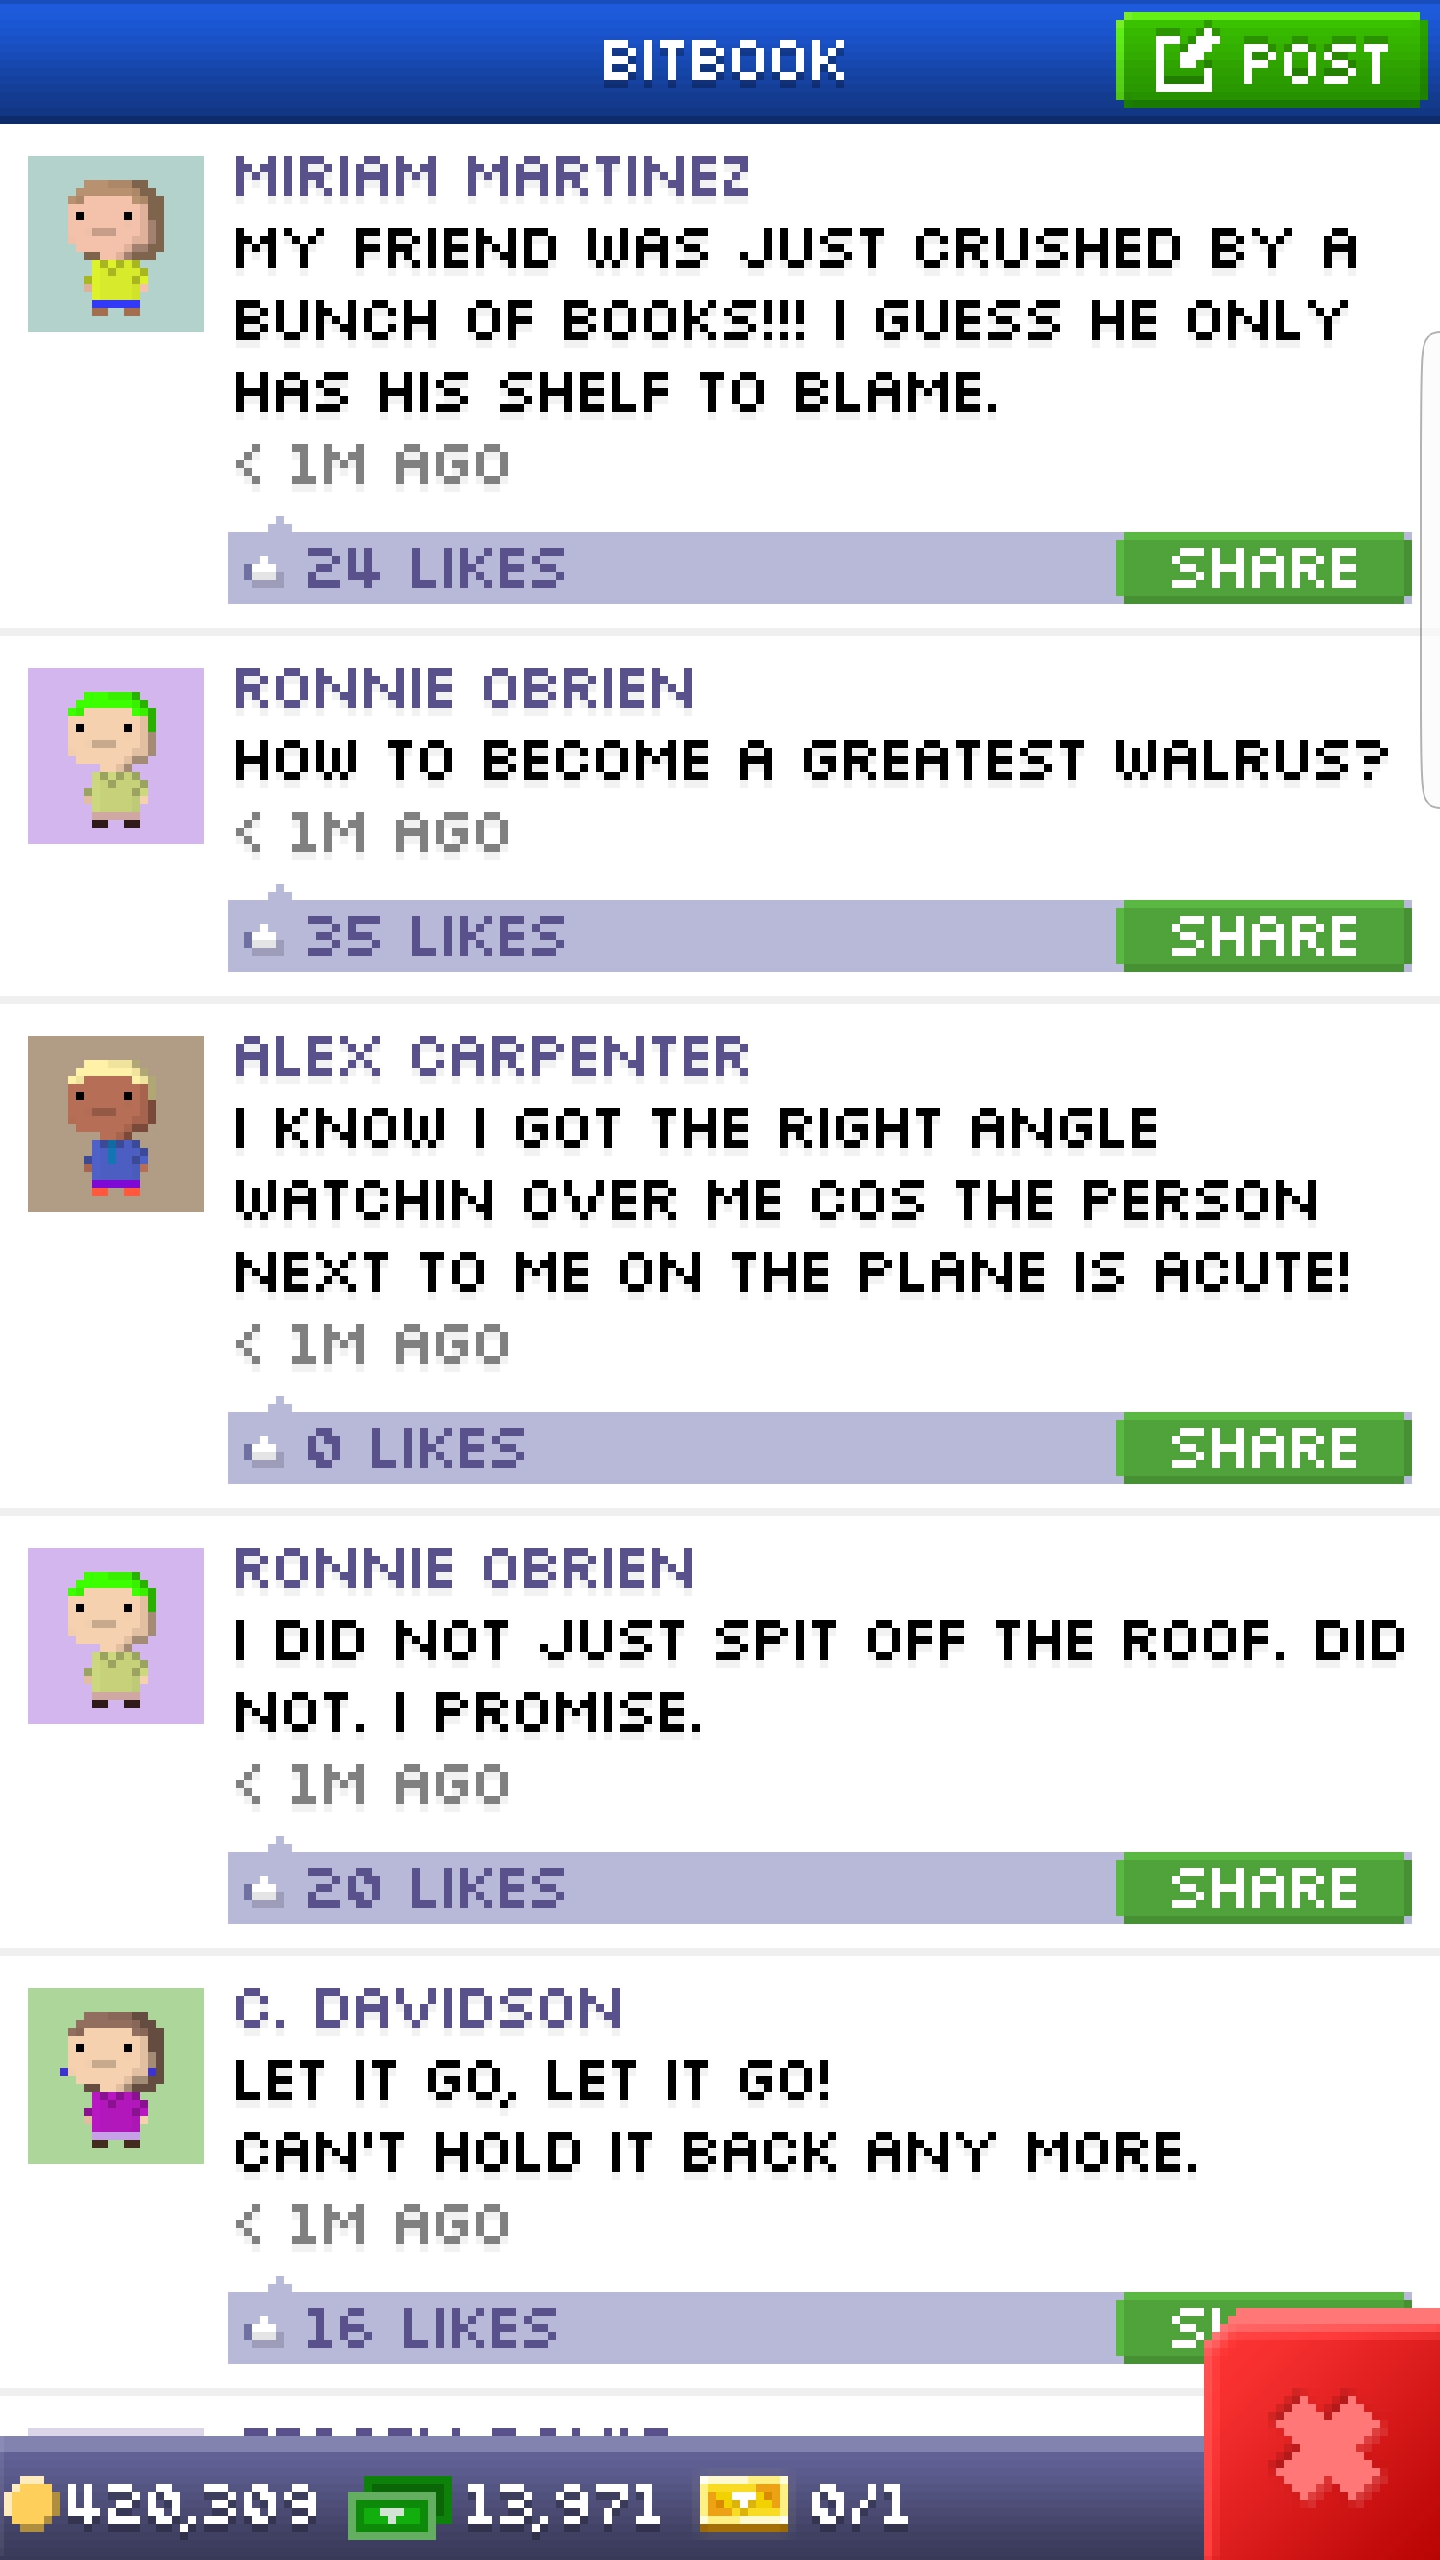 BITBOOK
POST
MIRIAM MARTINEZ
MY FRIEND WAS JUST CRUSHED BY A
BUNCH OF BOOKS!!! I GUESS HE ONLY
HAS HIS SHELF TO BLAME.
< 1M AGO
24 LIKES
SHARE
RONNIE OBRIEN
HOW TO BECOME A GREATEST WALRUS?
< 1M AGO
35 LIKES
SHARE
ALEX CARPENTER
I KNOW I GOT THE RIGHT ANGLE
WATCHIN OVER ME COS THE PERSON
NEXT TO ME ON THE PLANE IS ACUTE!
< 1M AGO
0 LIKES
SHARE
RONNIE OBRIEN
I DID NOT JUST SPIT OFF THE ROOF. DID
NOT. I PROMISE.
< 1M AGO
20 LIKES
SHARE
C. DAVIDSON
LET IT GO, LET IT GO!
CAN'T HOLD IT BACK ANY MORE.
< 1M AGO
16 LIKES
420,309
13,971
0/1